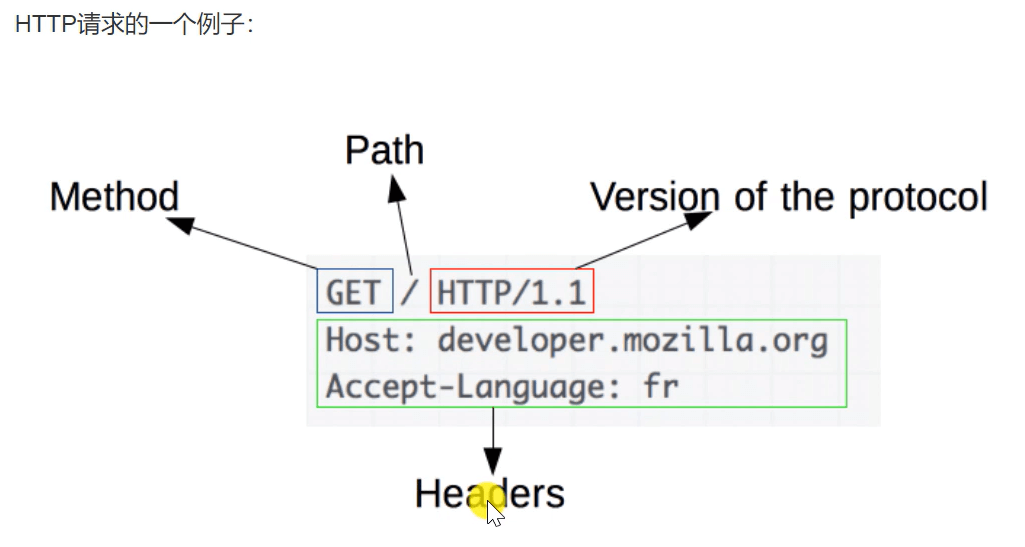 HTTP请求的一个例子：
Path
Method
Version of the protocol
GET / HTTP/1.1
Host: developer.mozilla.org
Accept-Language: fr
Headers